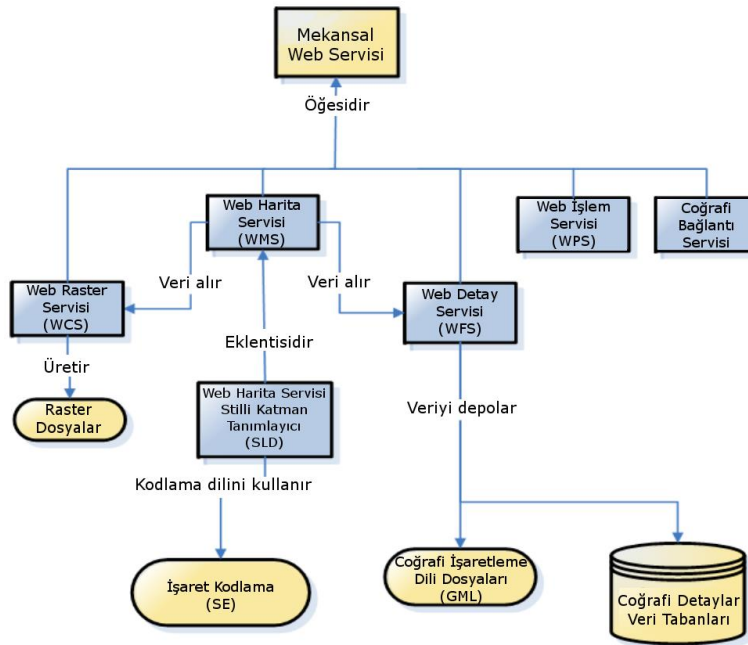 Mekansal
Web Servisi
Öğesidir
Web Harita
Servisi
(WMS)
Web İşlem
Servisi
(WPS)
Coğrafi
Bağlantı
Servisi
Veri alır
Veri alır
Web Raster
Servisi
(WCS)
Web Detay
Servisi
(WFS)
Üretir
Eklentisidir
Raster
Dosyalar
Web Harita Servisi
Stilli Katman
Tanımlayıcı
(SLD)
Veriyi depolar
Kodlama dilini kullanır
İşaret Kodlama
(SE)
Coğrafi İşaretleme
Dili Dosyaları
(GML)
Coğrafi Detaylar
Veri Tabanları